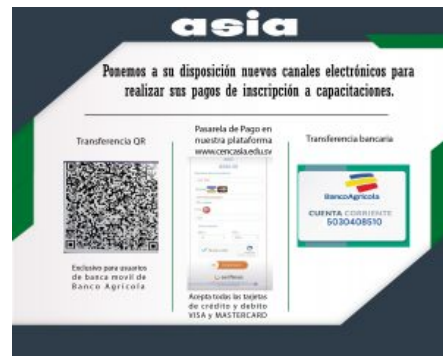 asia
Ponemos a su disposición nuevos canales electrónicos para
realizar sus pagos de inscripción a capacitaciones.
Transferencia QR
Exclusivo para usuarios
de banca movil de
Banco Agrícola
Pasarela de Pago en
nuestra plataforma
www.cencasia.edu.sv
Acepta todas las tarjetas
de crédito y debito
VISA y MASTERCARD
Transferencia bancaria
BancoAgrícola
CUENTA CORRIENTE
5030408510